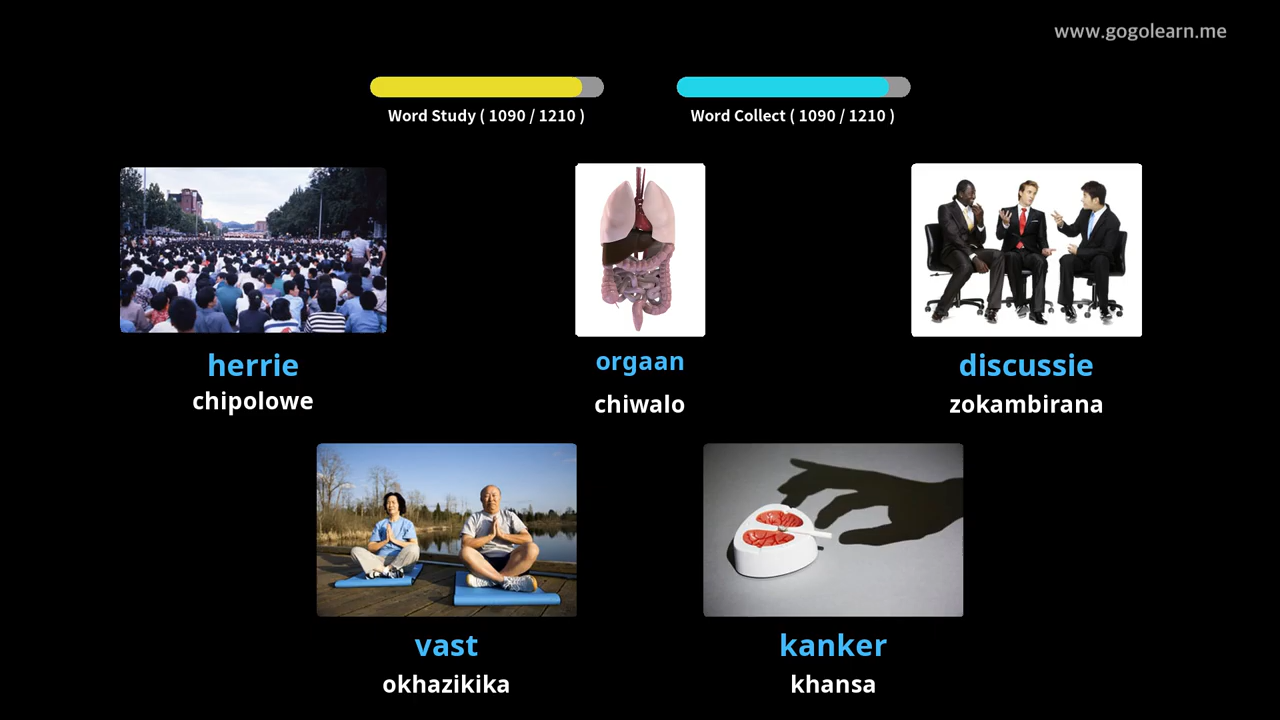 www.gogolearn.me
Word Study ( 1090 / 1210 )
Word Collect ( 1090 / 1210 )
herrie
chipolowe
orgaan
chiwalo
discussie
zokambirana
vast
okhazikika
kanker
khansa